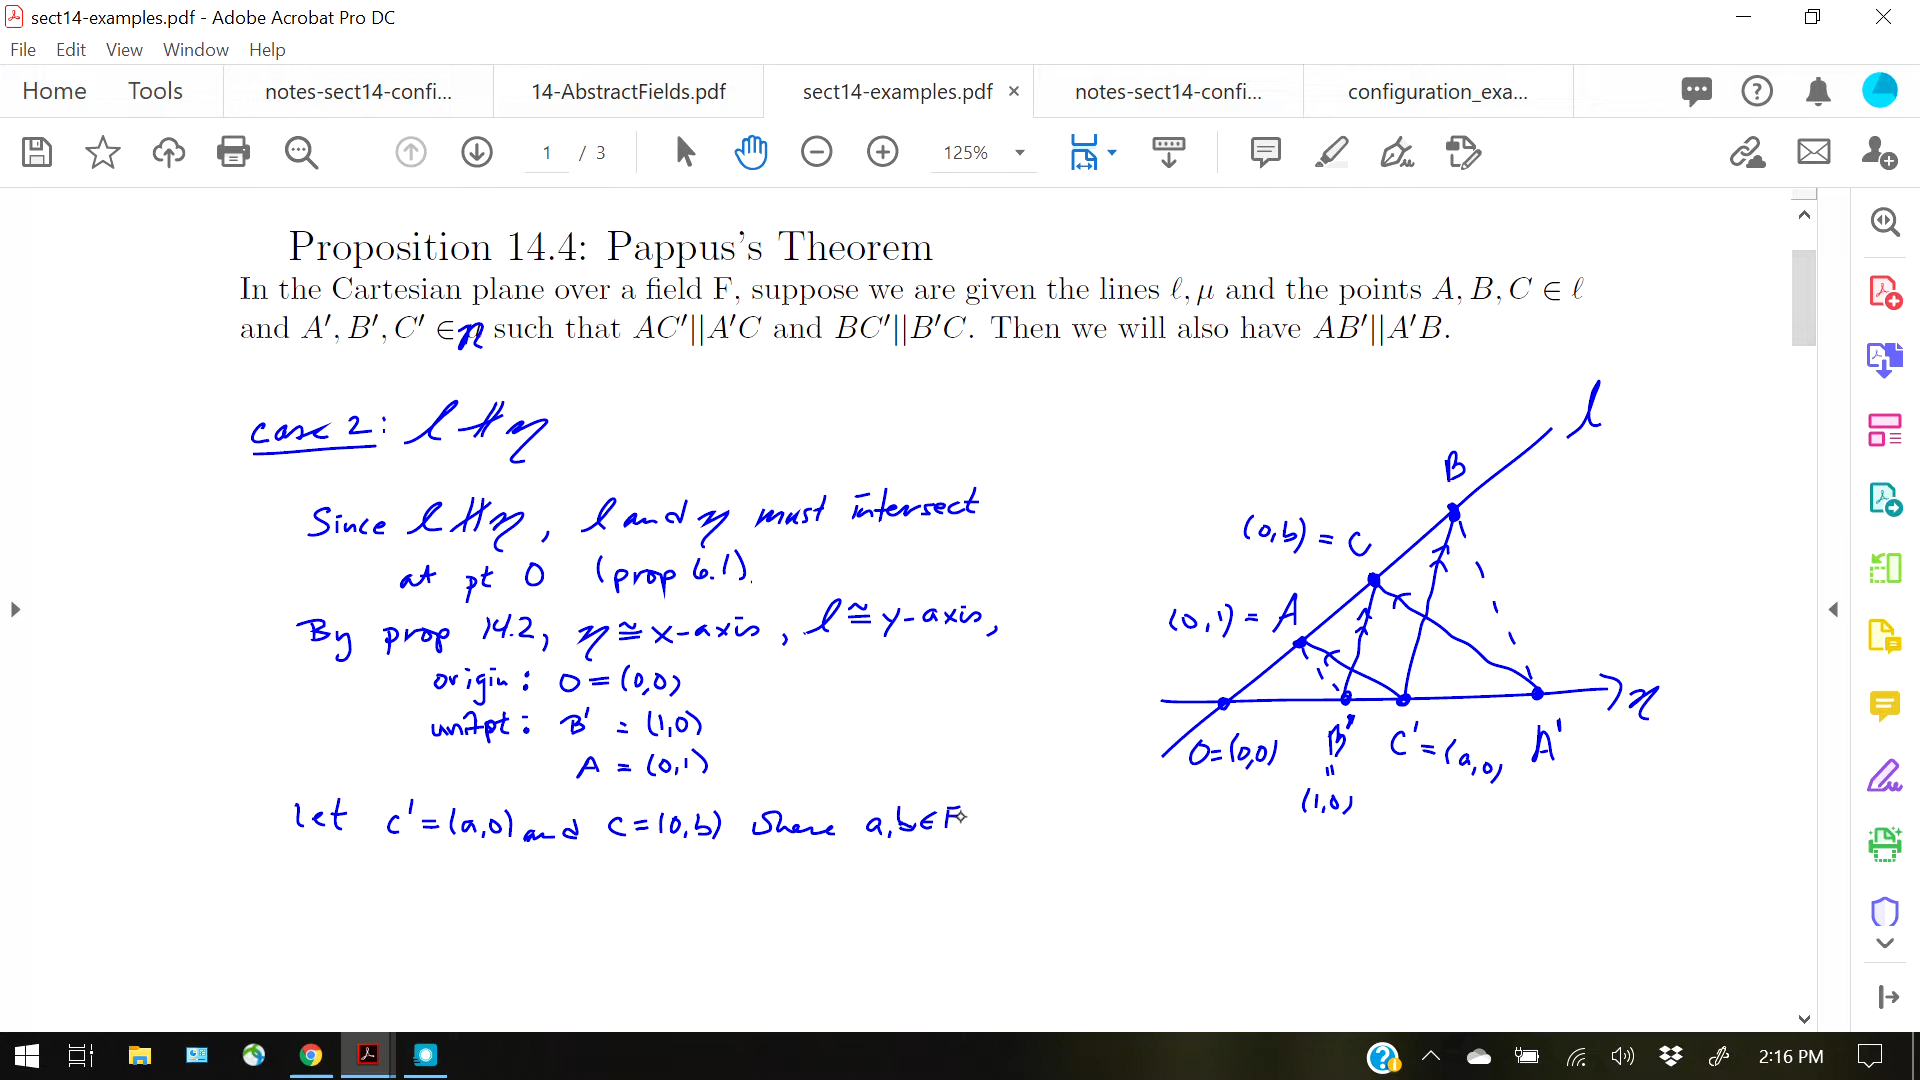 sect14-examples.pdf - Adobe Acrobat Pro DC
File Edit View Window Help
Home Tools notes-sect14-confi... 14-AbstractFields.pdf sect14-examples.pdf × notes-sect14-confi... configuration_exa...
1 / 3 125%
Proposition 14.4: Pappus's Theorem
In the Cartesian plane over a field F, suppose we are given the lines ℓ, μ and the points A, B, C ∈ ℓ
and A′, B′, C′ ∈ η such that AC′||A′C and BC′||B′C. Then we will also have AB′||A′B.
case 2: l ∦ η
Since l ∦ η, l and η must intersect
at pt O (prop 6.1).
By prop 14.2, η ≅ x-axis, l ≅ y-axis,
origin: O = (0,0)
unit pt: B' = (1,0)
A = (0,1)
let C' = (a,0) and C = (0,b) where a,b ∈ F
l
B
(0,b) = C
(0,1) = A
η
O=(0,0) B' C' = (a,0) A'
"
(1,0)
2:16 PM